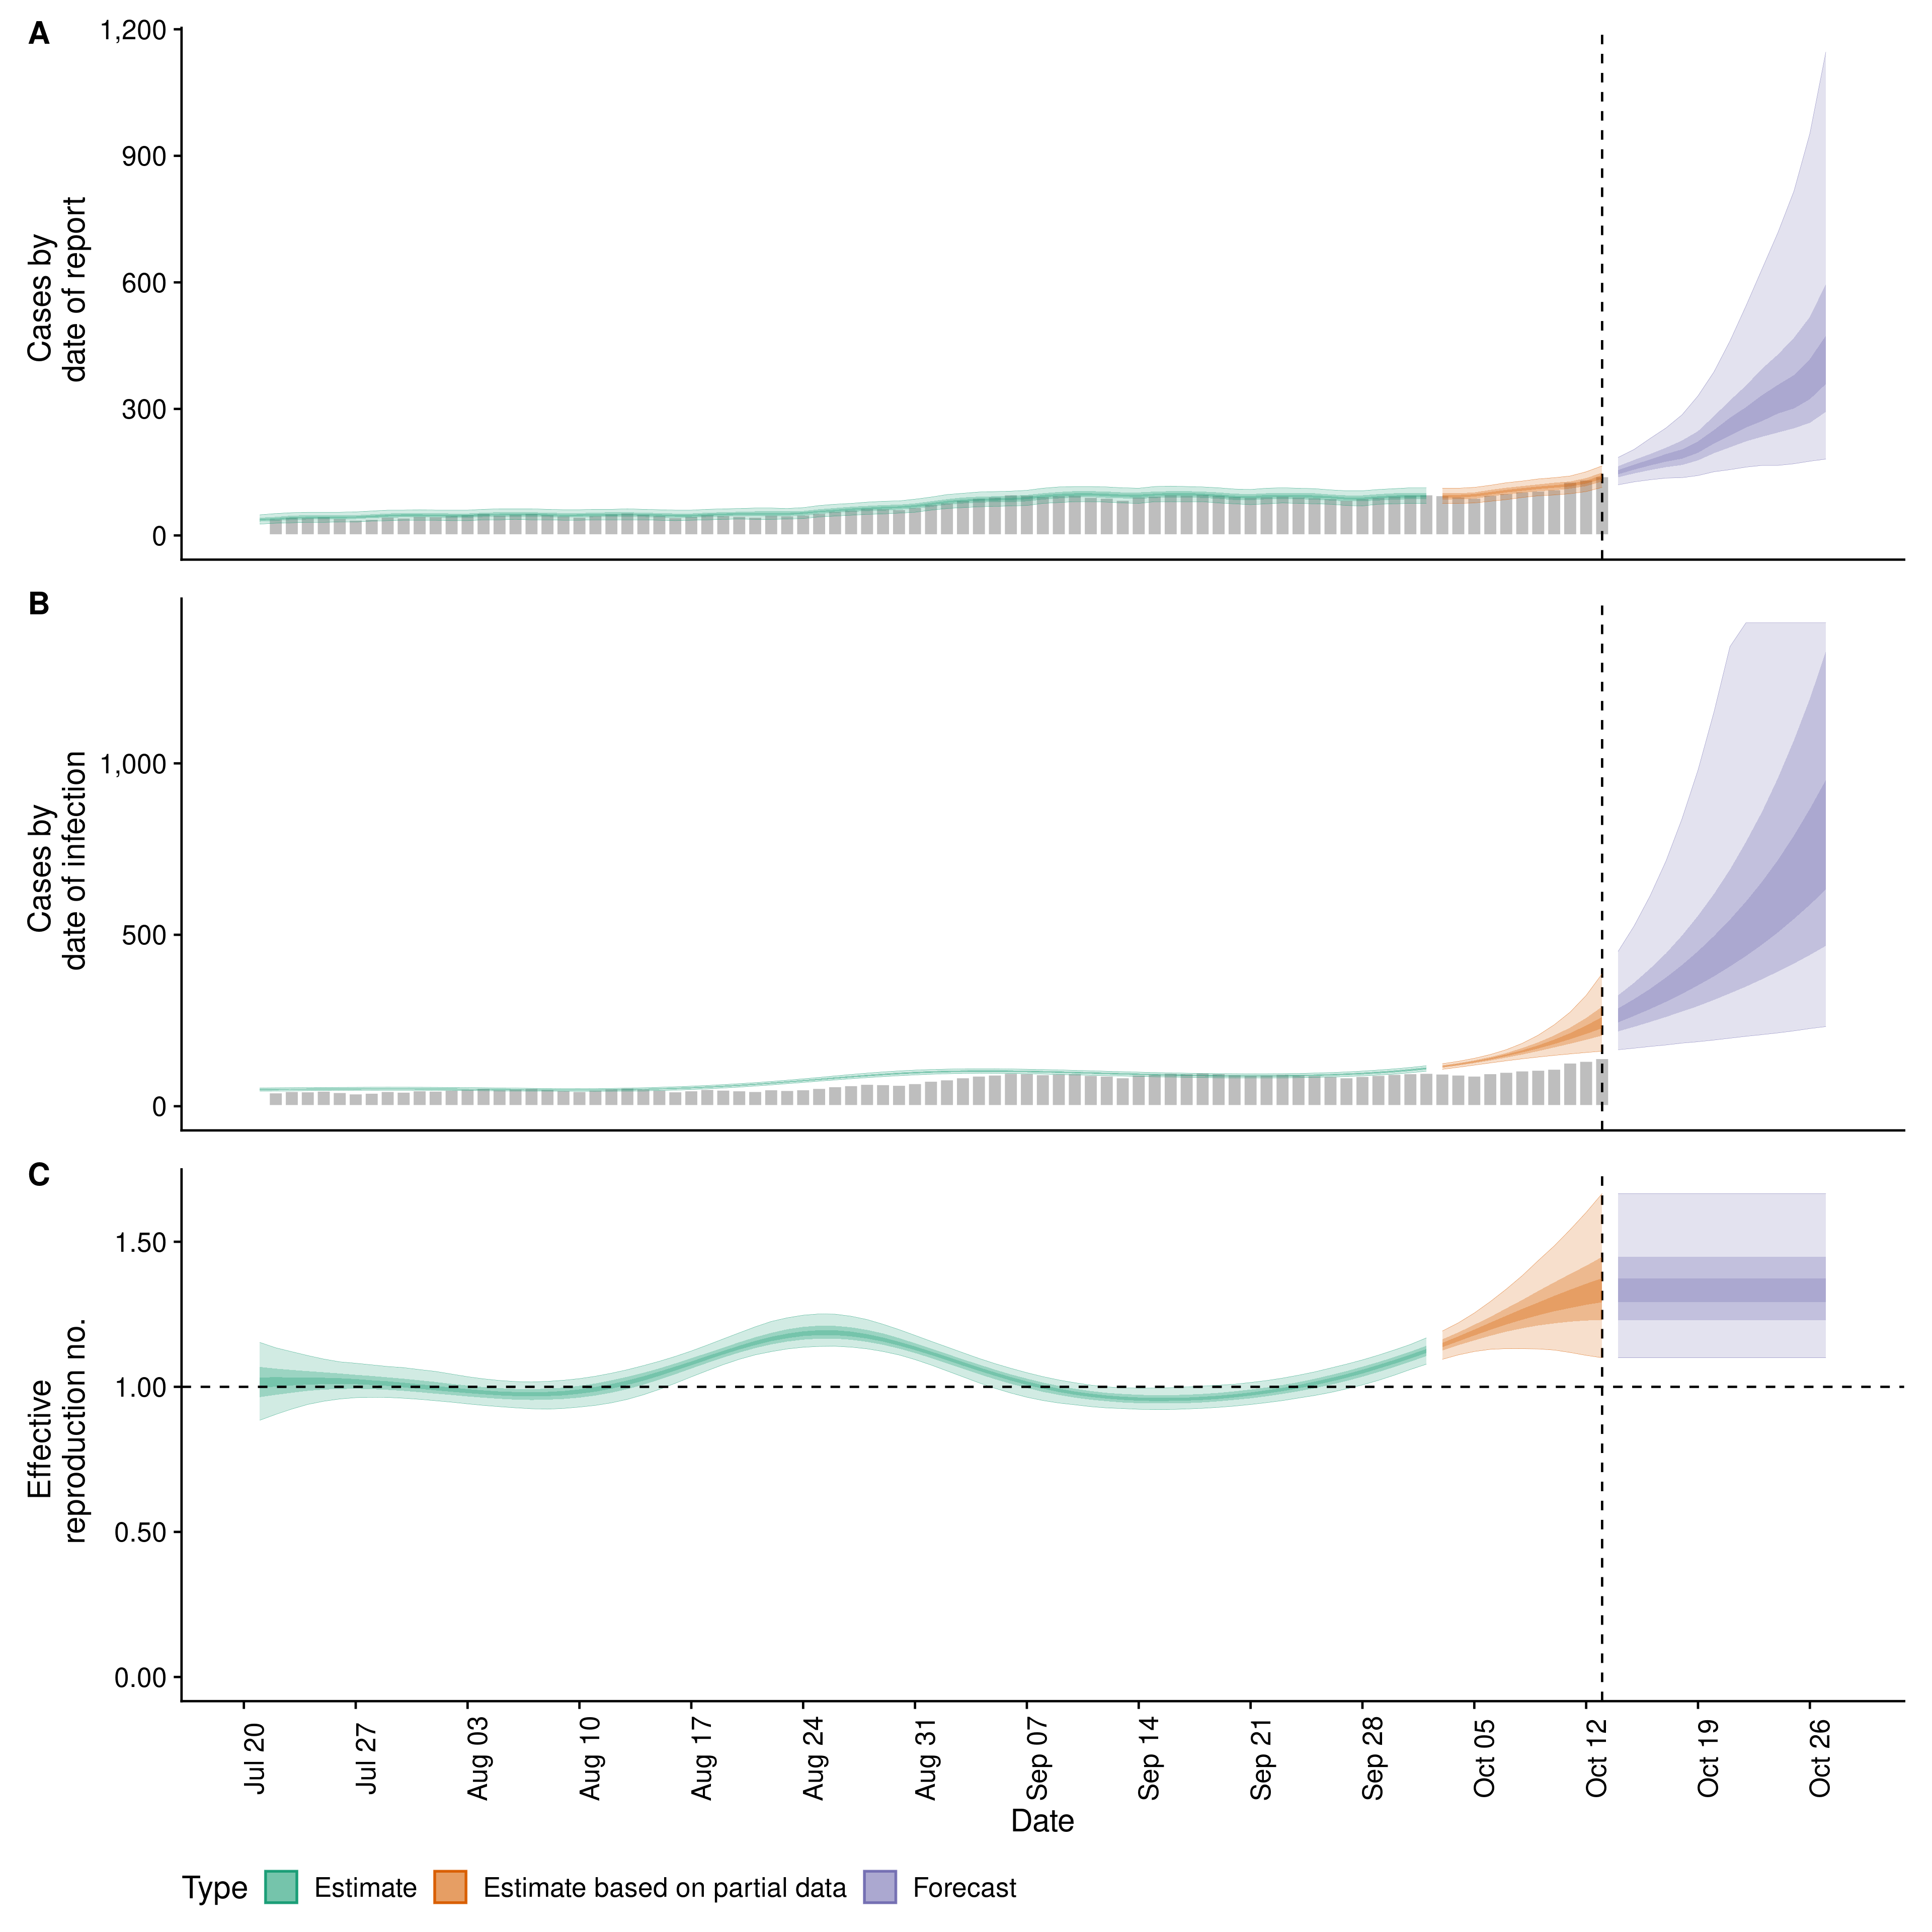 A
1,200
900
600
300
0
Cases by
date of report
B
1,000
500
0
Cases by
date of infection
C
1.50
1.00
0.50
0.00
Effective
reproduction no.
Jul 20
Jul 27
Aug 03
Aug 10
Aug 17
Aug 24
Aug 31
Sep 07
Sep 14
Sep 21
Sep 28
Oct 05
Oct 12
Oct 19
Oct 26
Date
Type Estimate Estimate based on partial data Forecast